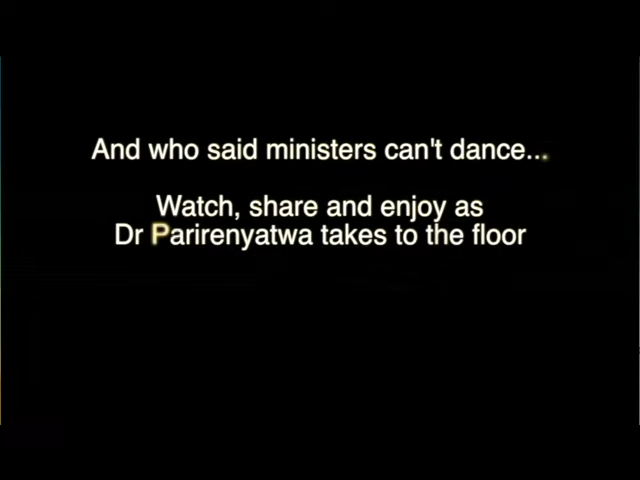 And who said ministers can't dance...
Watch, share and enjoy as
Dr Parirenyatwa takes to the floor